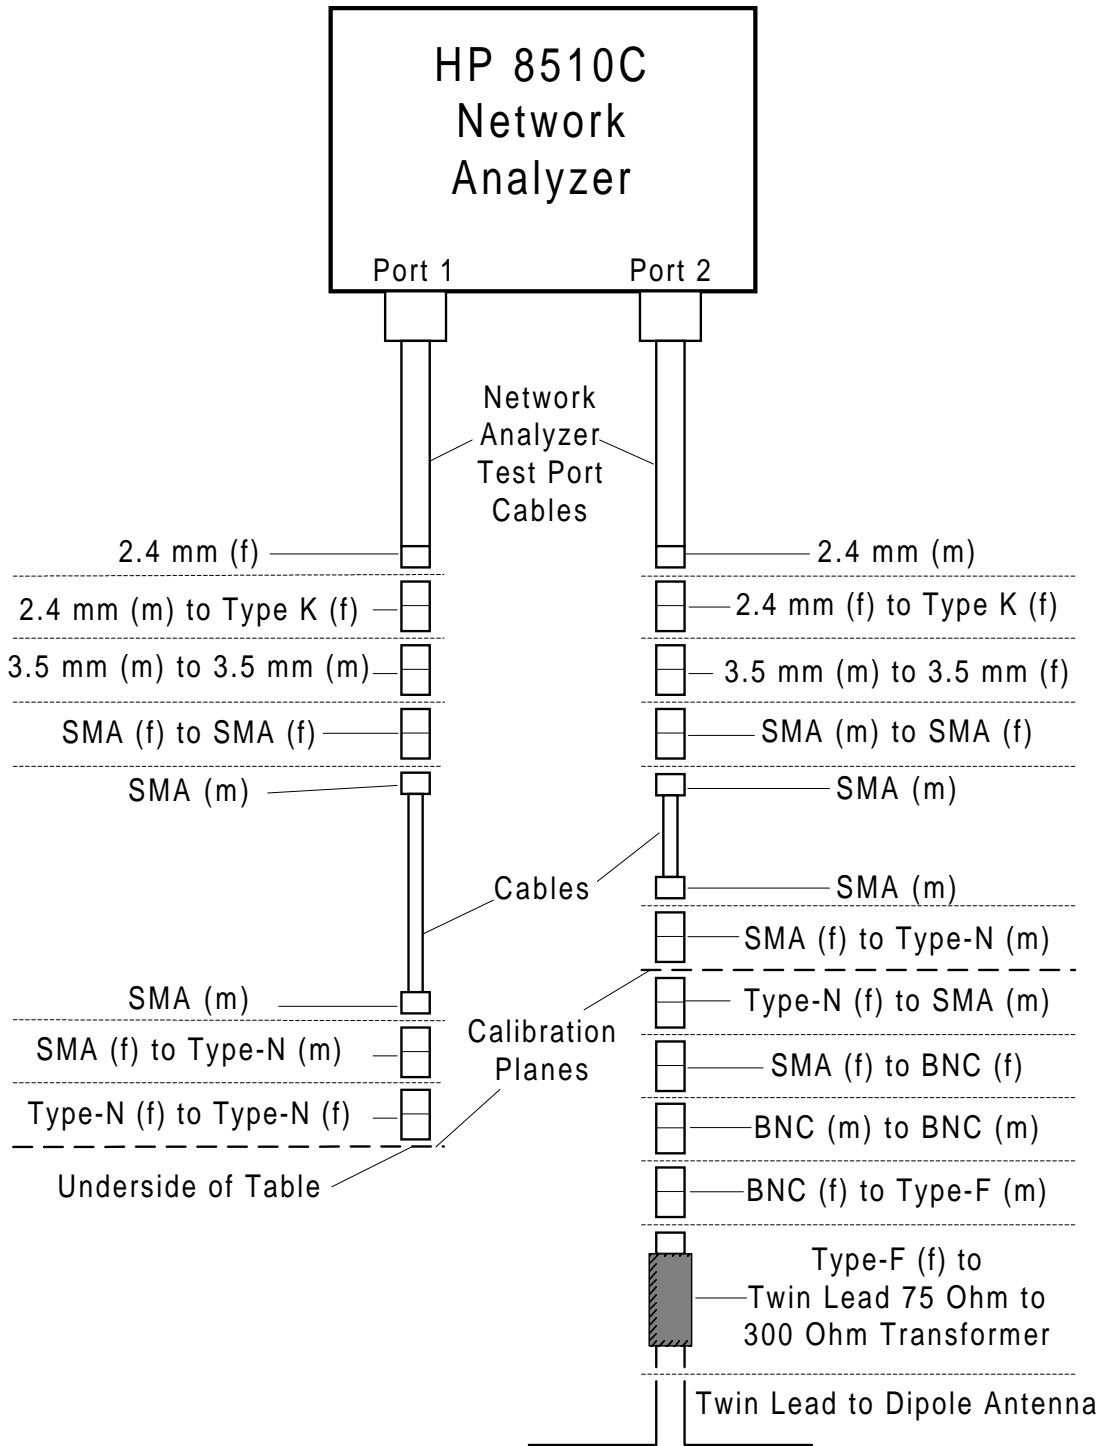 HP 8510C
Network
Analyzer
Port 1
Port 2
Network
Analyzer
Test Port
Cables
2.4 mm (f)
2.4 mm (m)
2.4 mm (m) to Type K (f)
2.4 mm (f) to Type K (f)
3.5 mm (m) to 3.5 mm (m)
3.5 mm (m) to 3.5 mm (f)
SMA (f) to SMA (f)
SMA (m) to SMA (f)
SMA (m)
SMA (m)
Cables
SMA (m)
SMA (f) to Type-N (m)
SMA (m)
Type-N (f) to SMA (m)
Calibration
Planes
SMA (f) to Type-N (m)
SMA (f) to BNC (f)
Type-N (f) to Type-N (f)
BNC (m) to BNC (m)
Underside of Table
BNC (f) to Type-F (m)
Type-F (f) to
Twin Lead 75 Ohm to
300 Ohm Transformer
Twin Lead to Dipole Antenna